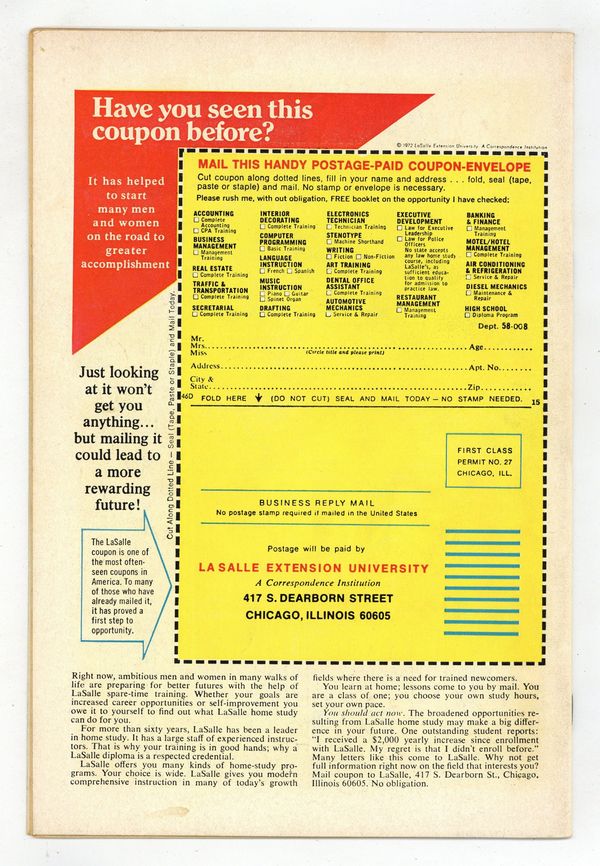 Have you seen this
coupon before?
© 1972 LaSalle Extension University A Correspondence Institution
It has helped
to start
many men
and women
on the road to
greater
accomplishment
MAIL THIS HANDY POSTAGE-PAID COUPON-ENVELOPE
Cut coupon along dotted lines, fill in your name and address . . . fold, seal (tape,
paste or staple) and mail. No stamp or envelope is necessary.
Please rush me, with out obligation, FREE booklet on the opportunity I have checked:
ACCOUNTING
☐ Complete
Accounting
☐ CPA Training
BUSINESS
MANAGEMENT
☐ Management
Training
REAL ESTATE
☐ Complete Training
TRAFFIC &
TRANSPORTATION
☐ Complete Training
SECRETARIAL
☐ Complete Training
INTERIOR
DECORATING
☐ Complete Training
COMPUTER
PROGRAMMING
☐ Basic Training
LANGUAGE
INSTRUCTION
☐ French ☐ Spanish
MUSIC
INSTRUCTION
☐ Piano ☐ Guitar
☐ Spinet Organ
DRAFTING
☐ Complete Training
ELECTRONICS
TECHNICIAN
☐ Technician Training
STENOTYPE
☐ Machine Shorthand
WRITING
☐ Fiction ☐ Non-Fiction
ART TRAINING
☐ Complete Training
DENTAL OFFICE
ASSISTANT
☐ Complete Training
AUTOMOTIVE
MECHANICS
☐ Service & Repair
EXECUTIVE
DEVELOPMENT
☐ Law for Executive
Leadership
☐ Law for Police
Officers
No state accepts
any law home study
course, including
LaSalle's, as
sufficient educa-
tion to qualify
for admission to
practice law.
RESTAURANT
MANAGEMENT
☐ Management
Training
BANKING
& FINANCE
☐ Management
Training
MOTEL/HOTEL
MANAGEMENT
☐ Complete Training
AIR CONDITIONING
& REFRIGERATION
☐ Service & Repair
DIESEL MECHANICS
☐ Maintenance &
Repair
HIGH SCHOOL
☐ Diploma Program
Dept. 58-008
Mr.
Mrs. Age
Miss (Circle title and please print)
Address Apt. No.
City &
State Zip
46D FOLD HERE (DO NOT CUT) SEAL AND MAIL TODAY — NO STAMP NEEDED. 15
Cut Along Dotted Line — Seal (Tape, Paste or Staple) and Mail Today
Just looking
at it won't
get you
anything...
but mailing it
could lead to
a more
rewarding
future!
FIRST CLASS
PERMIT NO. 27
CHICAGO, ILL.
BUSINESS REPLY MAIL
No postage stamp required if mailed in the United States
Postage will be paid by
LA SALLE EXTENSION UNIVERSITY
A Correspondence Institution
417 S. DEARBORN STREET
CHICAGO, ILLINOIS 60605
The LaSalle
coupon is one of
the most often-
seen coupons in
America. To many
of those who have
already mailed it,
it has proved a
first step to
opportunity.
Right now, ambitious men and women in many walks of
life are preparing for better futures with the help of
LaSalle spare-time training. Whether your goals are
increased career opportunities or self-improvement you
owe it to yourself to find out what LaSalle home study
can do for you.
For more than sixty years, LaSalle has been a leader
in home study. It has a large staff of experienced instruc-
tors. That is why your training is in good hands; why a
LaSalle diploma is a respected credential.
LaSalle offers you many kinds of home-study pro-
grams. Your choice is wide. LaSalle gives you modern
comprehensive instruction in many of today's growth
fields where there is a need for trained newcomers.
You learn at home; lessons come to you by mail. You
are a class of one; you choose your own study hours,
set your own pace.
You should act now. The broadened opportunities re-
sulting from LaSalle home study may make a big differ-
ence in your future. One outstanding student reports:
"I received a $2,000 yearly increase since enrollment
with LaSalle. My regret is that I didn't enroll before."
Many letters like this come to LaSalle. Why not get
full information right now on the field that interests you?
Mail coupon to LaSalle, 417 S. Dearborn St., Chicago,
Illinois 60605. No obligation.